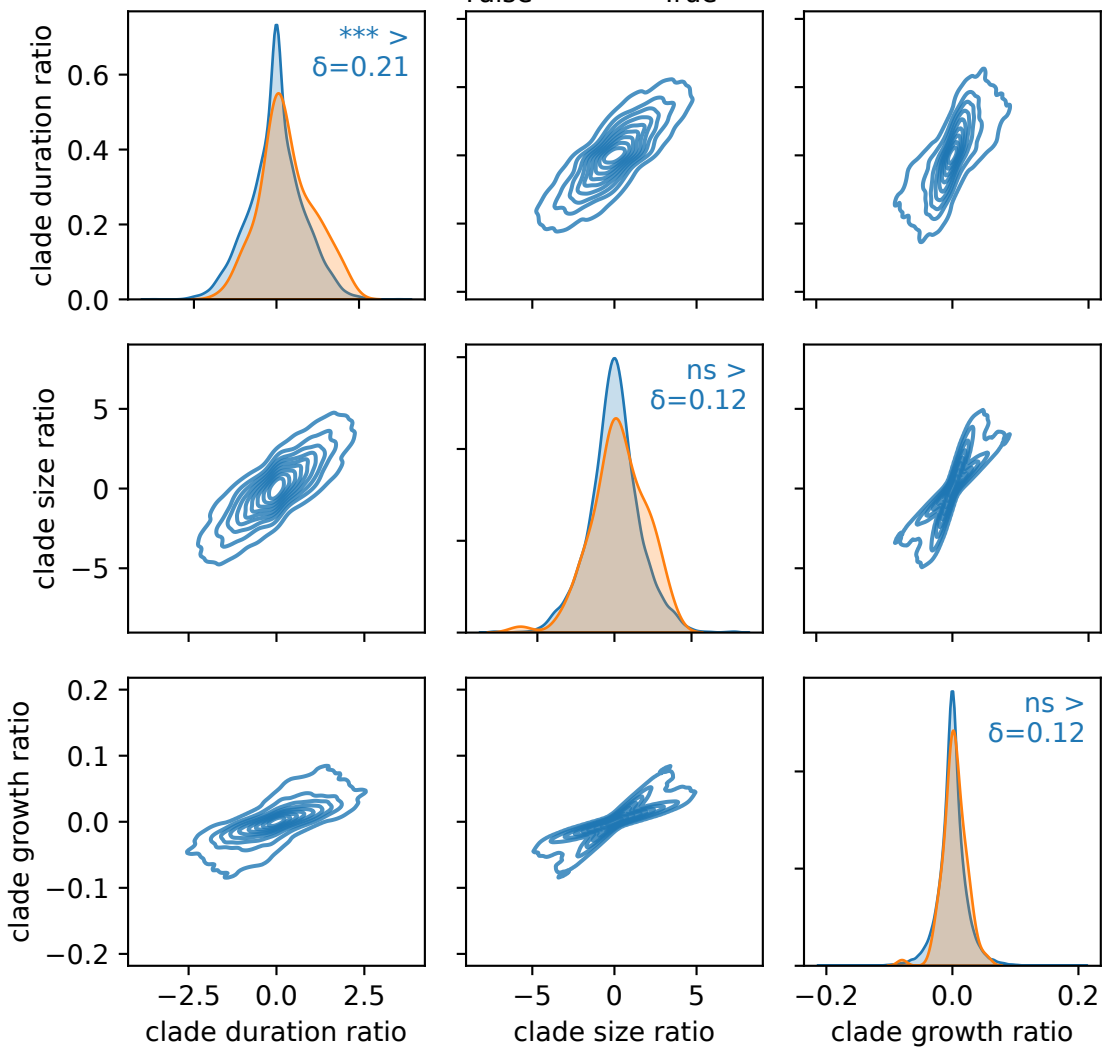 clade duration ratio
0.6
0.4
0.2
0.0
*** >
δ=0.21
clade size ratio
5
0
−5
ns >
δ=0.12
clade growth ratio
0.2
0.1
0.0
−0.1
−0.2
ns >
δ=0.12
−2.5 0.0 2.5
clade duration ratio
−5 0 5
clade size ratio
−0.2 0.0 0.2
clade growth ratio